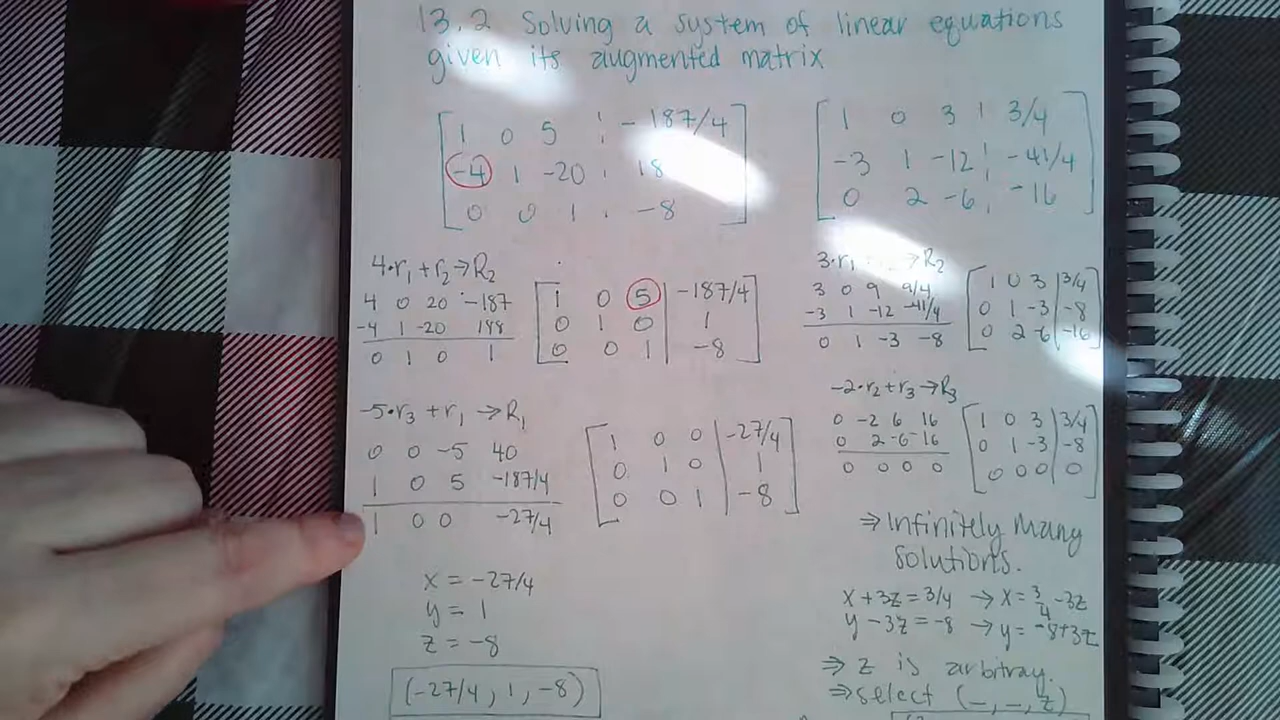 13.2 Solving a system of linear equations
given its augmented matrix
1 0 5 -187/4
-4 1 -20 18
0 0 1 -8
4·r₁ + r₂ → R₂
4 0 20 -187
-4 1 -20 188
0 1 0 1
1 0 5 | -187/4
0 1 0 | 1
0 0 1 | -8
-5·r₃ + r₁ → R₁
0 0 -5 40
1 0 5 -187/4
1 0 0 -27/4
1 0 0 | -27/4
0 1 0 | 1
0 0 1 | -8
x = -27/4
y = 1
z = -8
(-27/4, 1, -8)
1 0 3 | 3/4
-3 1 -12 | -41/4
0 2 -6 | -16
3·r₁ → R₂
3 0 9 9/4
-3 1 -12 -41/4
0 1 -3 -8
1 0 3 | 3/4
0 1 -3 | -8
0 2 -6 | -16
-2·r₂ + r₃ → R₃
0 -2 6 16
0 2 -6 -16
0 0 0 0
1 0 3 | 3/4
0 1 -3 | -8
0 0 0 | 0
⇒ Infinitely many
solutions.
x + 3z = 3/4 → x = 3/4 - 3z
y - 3z = -8 → y = -8 + 3z
⇒ z is arbitray.
⇒ select (_, _, z)